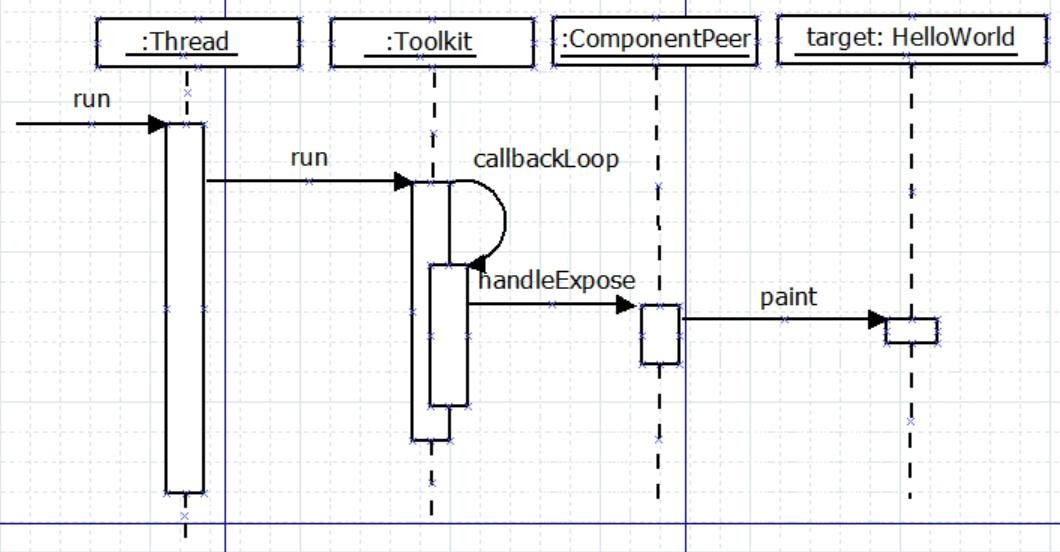 :Thread
:Toolkit
:ComponentPeer
target: HelloWorld
run
run
callbackLoop
handleExpose
paint